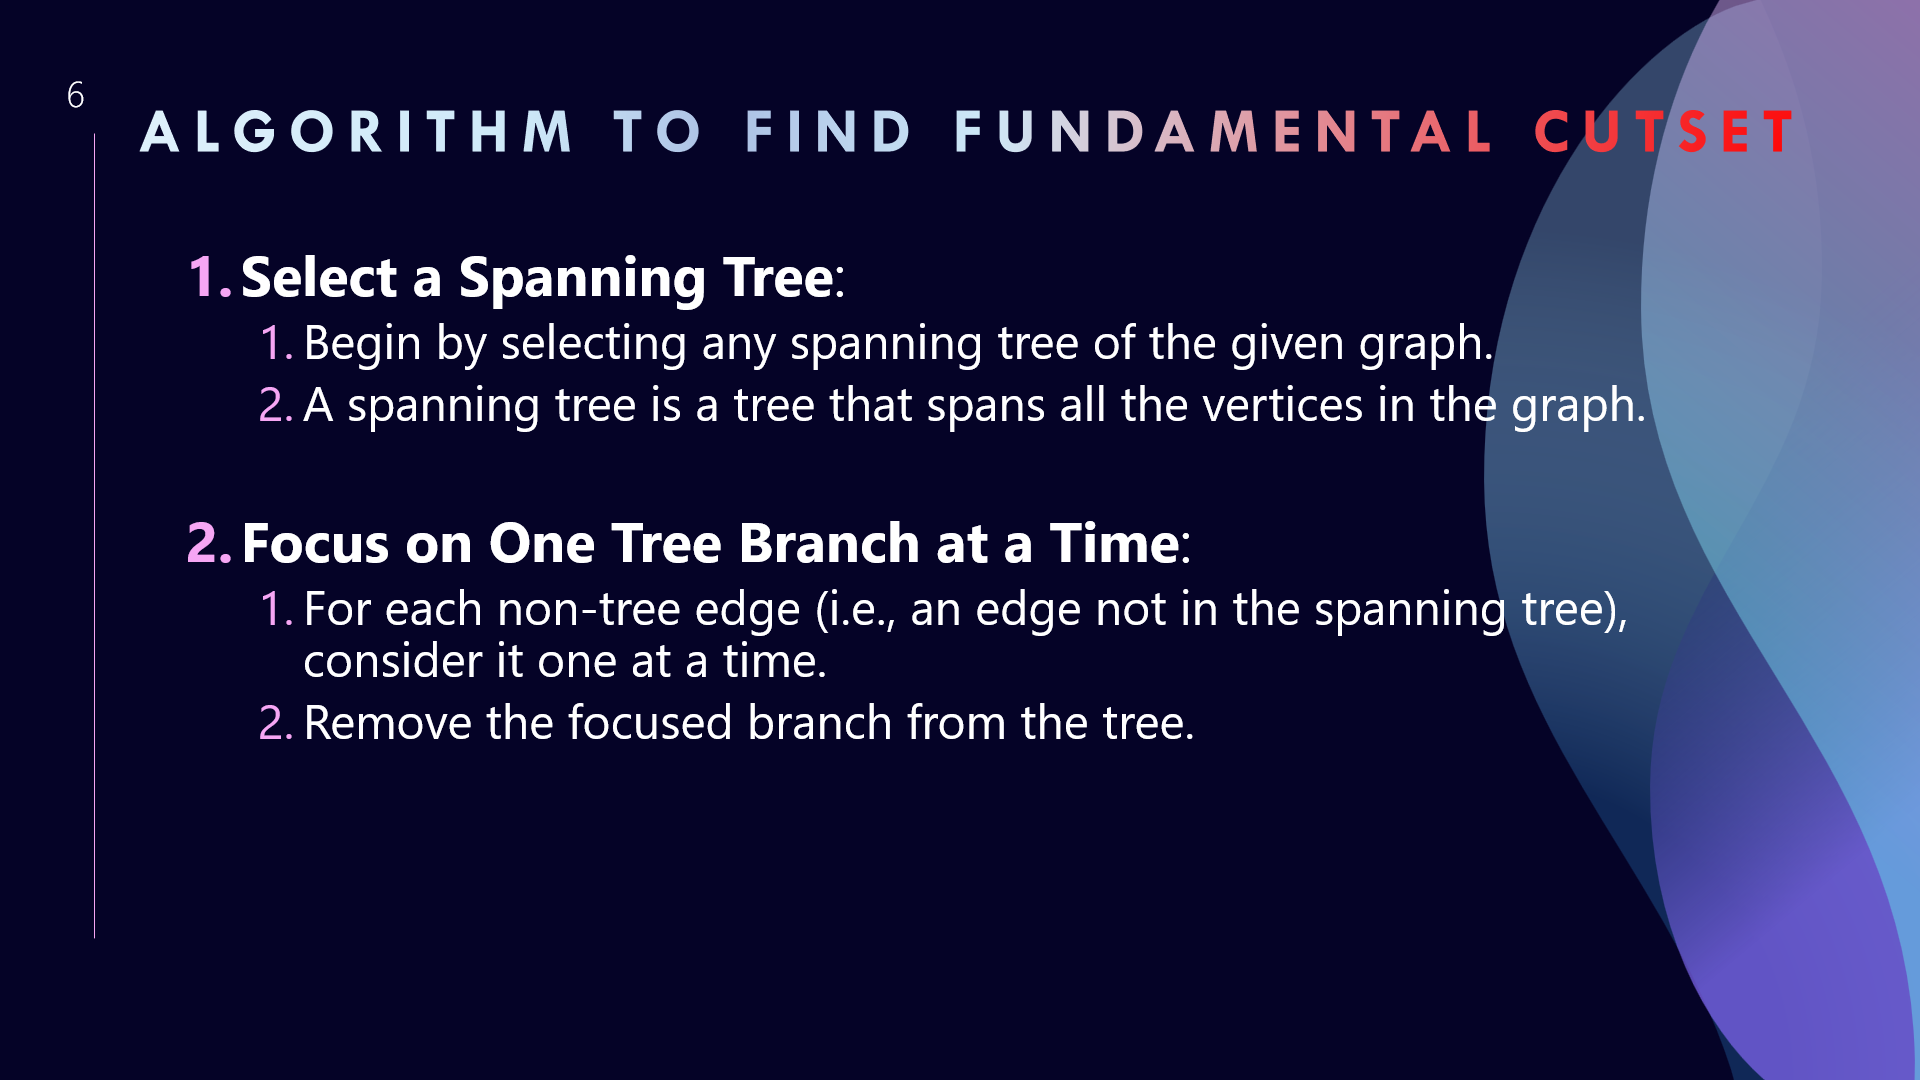 6
ALGORITHM TO FIND FUNDAMENTAL CUTSET
1. Select a Spanning Tree:
1. Begin by selecting any spanning tree of the given graph.
2. A spanning tree is a tree that spans all the vertices in the graph.
2. Focus on One Tree Branch at a Time:
1. For each non-tree edge (i.e., an edge not in the spanning tree),
consider it one at a time.
2. Remove the focused branch from the tree.